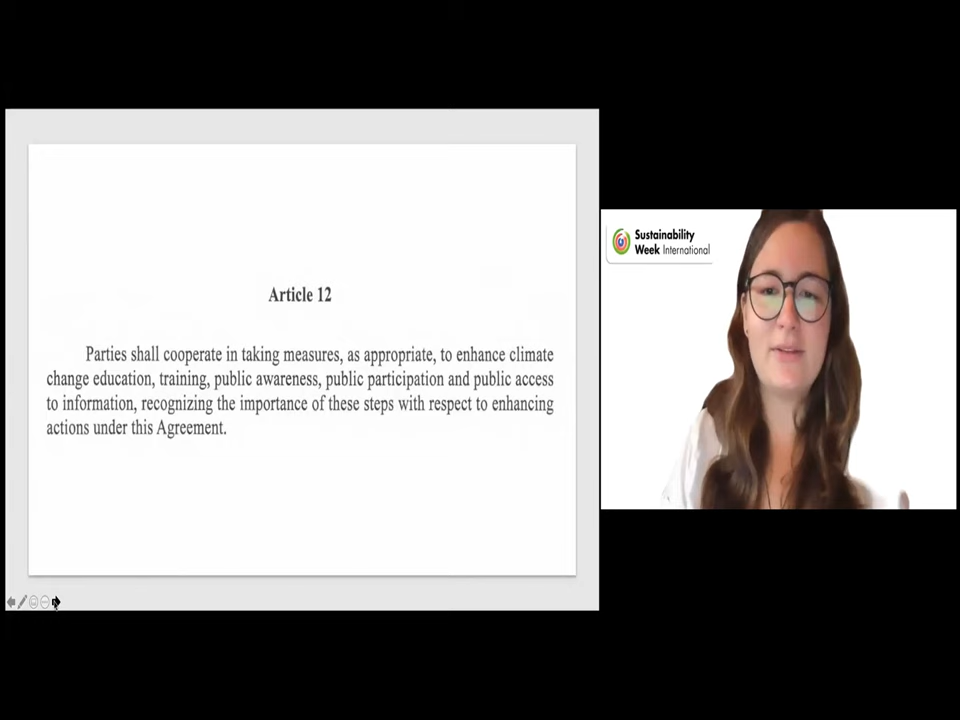 Article 12
Parties shall cooperate in taking measures, as appropriate, to enhance climate
change education, training, public awareness, public participation and public access
to information, recognizing the importance of these steps with respect to enhancing
actions under this Agreement.
Sustainability
Week International